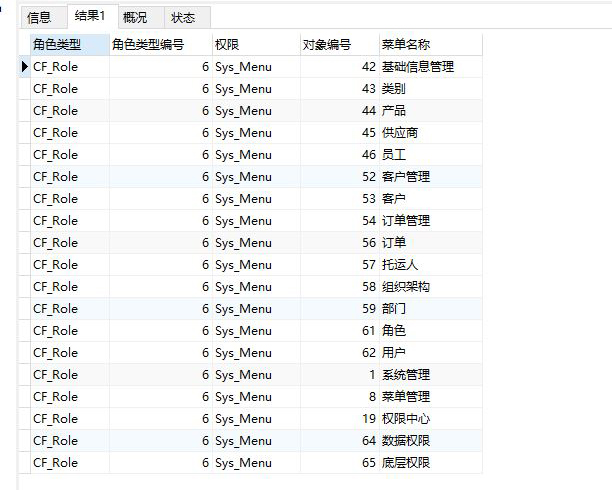 信息 结果1 概况 状态
角色类型 角色类型编号 权限 对象编号 菜单名称
CF_Role 6 Sys_Menu 42 基础信息管理
CF_Role 6 Sys_Menu 43 类别
CF_Role 6 Sys_Menu 44 产品
CF_Role 6 Sys_Menu 45 供应商
CF_Role 6 Sys_Menu 46 员工
CF_Role 6 Sys_Menu 52 客户管理
CF_Role 6 Sys_Menu 53 客户
CF_Role 6 Sys_Menu 54 订单管理
CF_Role 6 Sys_Menu 56 订单
CF_Role 6 Sys_Menu 57 托运人
CF_Role 6 Sys_Menu 58 组织架构
CF_Role 6 Sys_Menu 59 部门
CF_Role 6 Sys_Menu 61 角色
CF_Role 6 Sys_Menu 62 用户
CF_Role 6 Sys_Menu 1 系统管理
CF_Role 6 Sys_Menu 8 菜单管理
CF_Role 6 Sys_Menu 19 权限中心
CF_Role 6 Sys_Menu 64 数据权限
CF_Role 6 Sys_Menu 65 底层权限